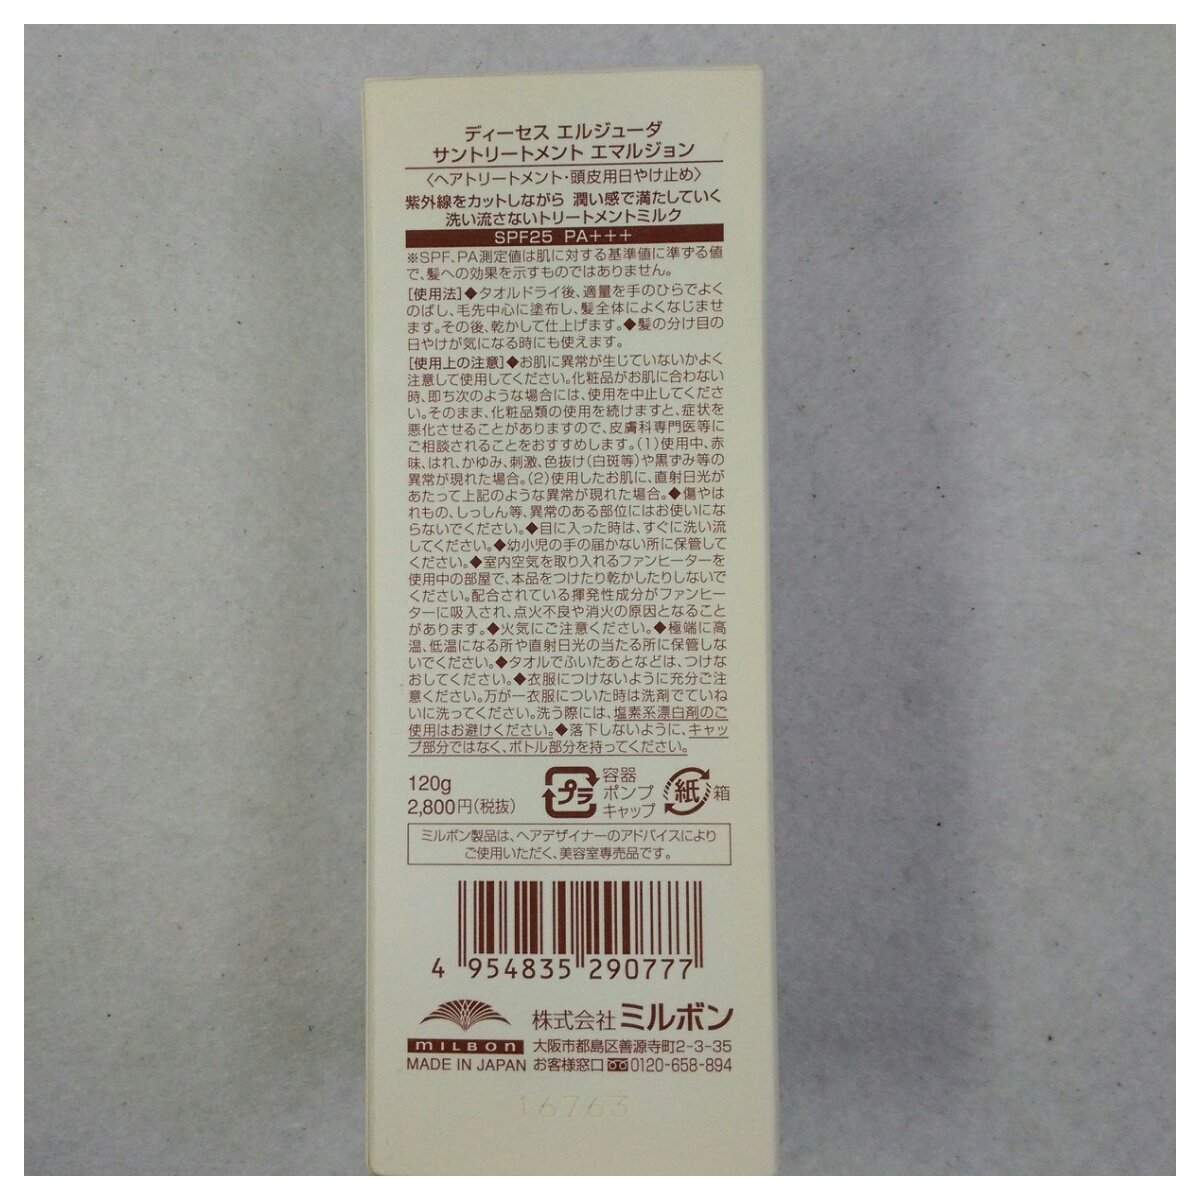 ディーセス エルジューダ
サントリートメント エマルジョン
〈ヘアトリートメント・頭皮用日やけ止め〉
紫外線をカットしながら 潤い感で満たしていく
洗い流さないトリートメントミルク
SPF25 PA+++
※SPF、PA測定値は肌に対する基準値に準ずる値
で、髪への効果を示すものではありません。
[使用法]◆タオルドライ後、適量を手のひらでよく
のばし、毛先中心に塗布し、髪全体によくなじませ
ます。その後、乾かして仕上げます。◆髪の分け目の
日やけが気になる時にも使えます。
[使用上の注意]◆お肌に異常が生じていないかよく
注意して使用してください。化粧品がお肌に合わない
時、即ち次のような場合には、使用を中止してくださ
い。そのまま、化粧品類の使用を続けますと、症状を
悪化させることがありますので、皮膚科専門医等に
ご相談されることをおすすめします。(1)使用中、赤
味、はれ、かゆみ、刺激、色抜け(白斑等)や黒ずみ等の
異常が現れた場合。(2)使用したお肌に、直射日光が
あたって上記のような異常が現れた場合。◆傷やは
れもの、しっしん等、異常のある部位にはお使いにな
らないでください。◆目に入った時は、すぐに洗い流
してください。◆幼小児の手の届かない所に保管して
ください。◆室内空気を取り入れるファンヒーターを
使用中の部屋で、本品をつけたり乾かしたりしないで
ください。配合されている揮発性成分がファンヒー
ターに吸入され、点火不良や消火の原因となること
があります。◆火気にご注意ください。◆極端に高
温、低温になる所や直射日光の当たる所に保管しな
いでください。◆タオルでふいたあとなどは、つけな
おしてください。◆衣服につけないように充分ご注
意ください。万が一衣服についた時は洗剤でていね
いに洗ってください。洗う際には、塩素系漂白剤のご
使用はお避けください。◆落下しないように、キャッ
プ部分ではなく、ボトル部分を持ってください。
120g
2,800円(税抜)
プラ
容器
ポンプ
キャップ
紙
箱
ミルボン製品は、ヘアデザイナーのアドバイスにより
ご使用いただく、美容室専売品です。
4 954835 290777
株式会社 ミルボン
MILBON
大阪市都島区善源寺町2-3-35
MADE IN JAPAN お客様窓口 0120-658-894
16763